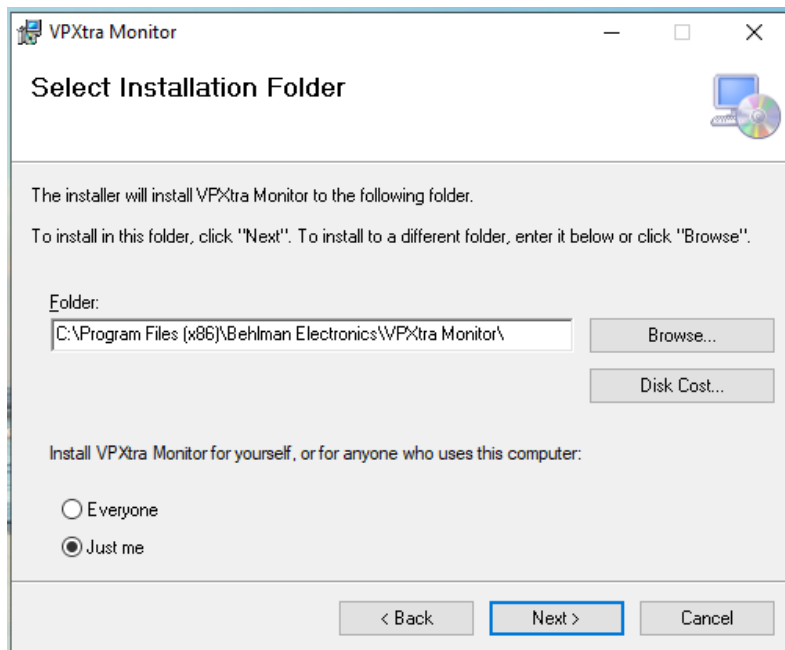 VPXtra Monitor
Select Installation Folder
The installer will install VPXtra Monitor to the following folder.
To install in this folder, click "Next". To install to a different folder, enter it below or click "Browse".
Folder:
C:\Program Files (x86)\Behlman Electronics\VPXtra Monitor\
Browse...
Disk Cost...
Install VPXtra Monitor for yourself, or for anyone who uses this computer:
Everyone
Just me
< Back
Next >
Cancel